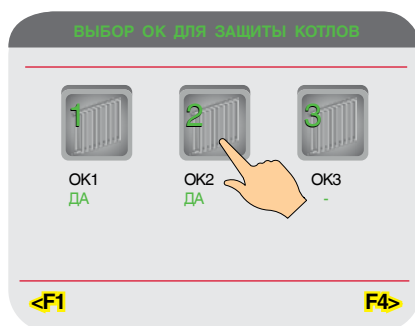 ВЫБОР ОК ДЛЯ ЗАЩИТЫ КОТЛОВ
1 2 3
ОК1 ОК2 ОК3
ДА ДА -
<F1 F4>